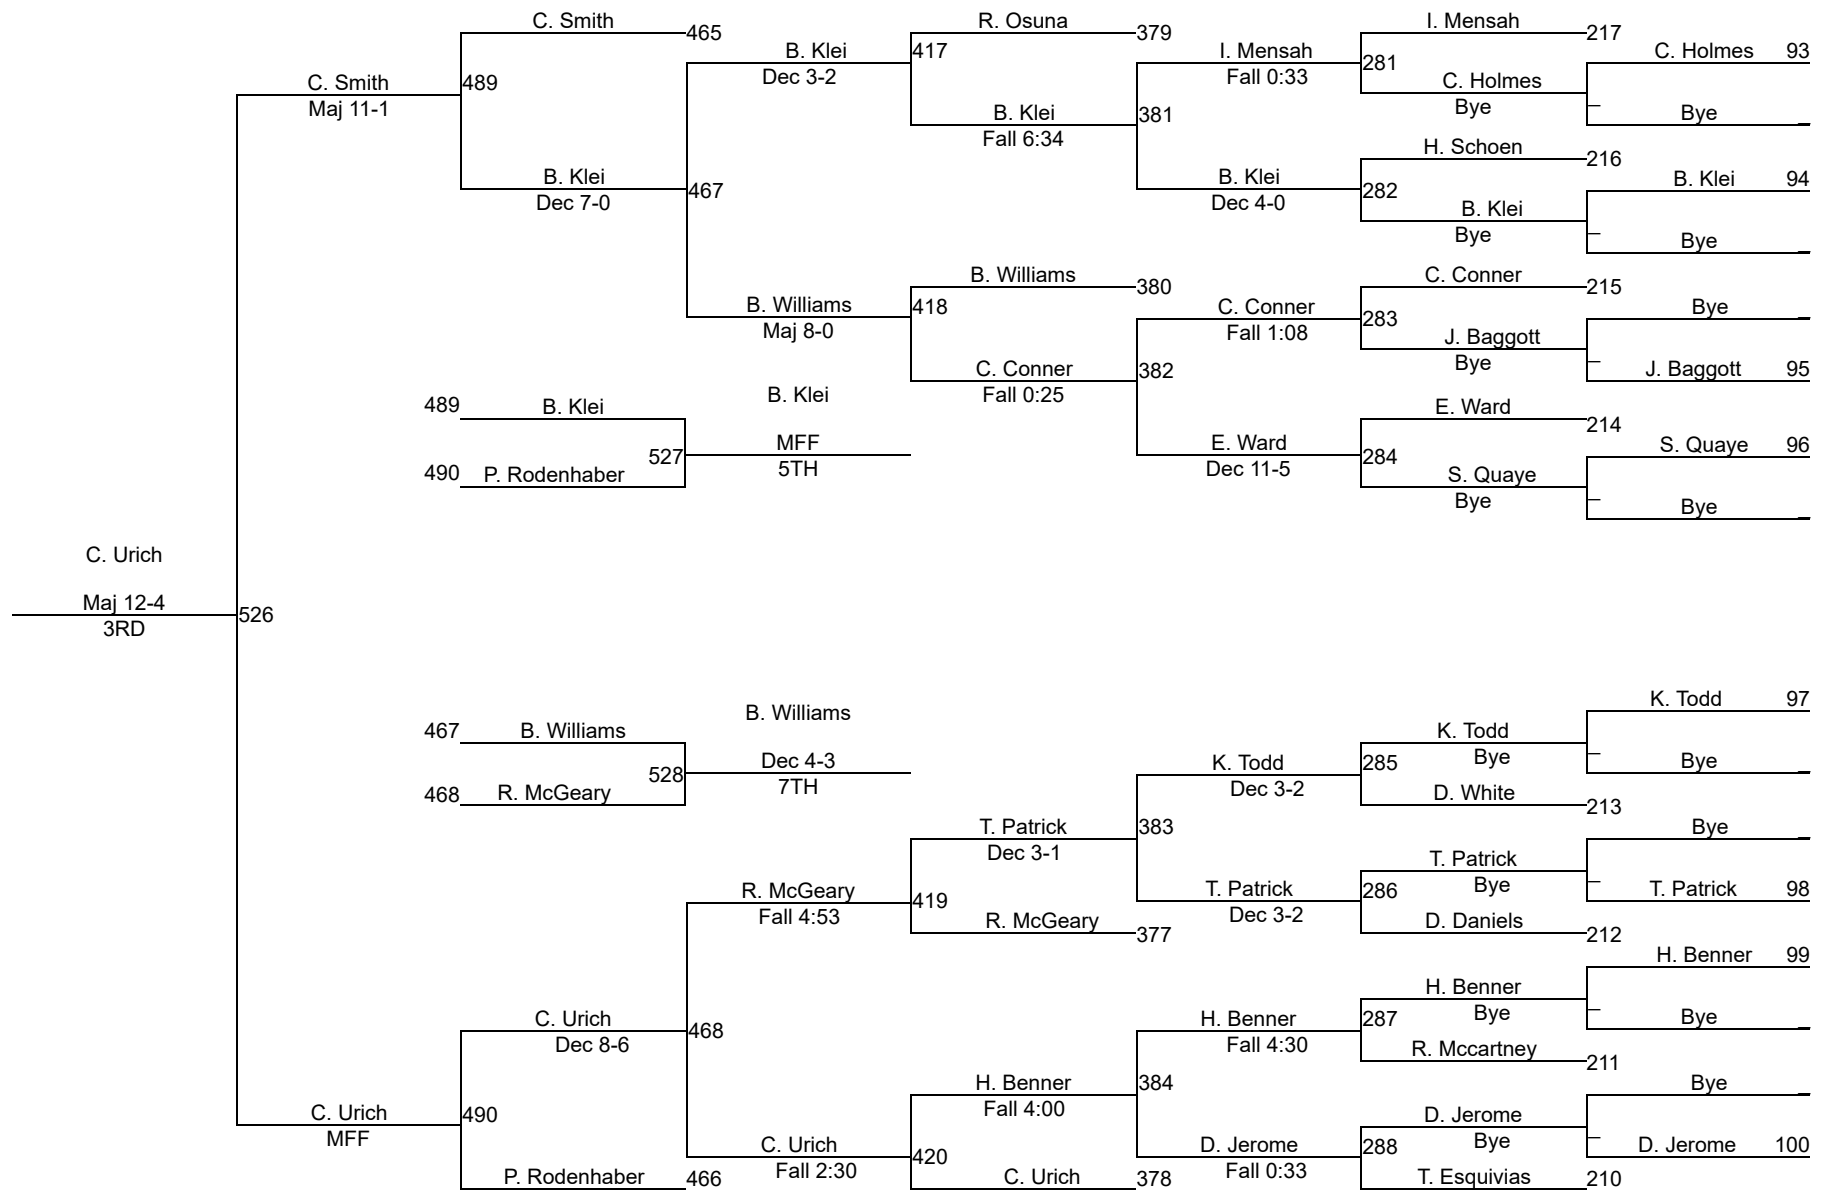 C. Smith
465
R. Osuna
379
I. Mensah
217
B. Klei
417
I. Mensah
281
C. Holmes 93
Dec 3-2
Fall 0:33
C. Smith
489
C. Holmes
Maj 11-1
Bye
_
B. Klei
381
Bye
_
Fall 6:34
H. Schoen
216
B. Klei
467
B. Klei
282
B. Klei 94
Dec 7-0
Dec 4-0
B. Klei
Bye
_
Bye
_
B. Williams
380
C. Conner
215
B. Williams
418
C. Conner
283
Bye
_
Maj 8-0
Fall 1:08
J. Baggott
Bye
_
C. Conner
382
J. Baggott 95
Fall 0:25
B. Klei
489
B. Klei
E. Ward
214
527
MFF
E. Ward
284
S. Quaye 96
5TH
Dec 11-5
490
P. Rodenhaber
S. Quaye
Bye
_
Bye
_
C. Urich
Maj 12-4
526
3RD
K. Todd 97
B. Williams
467
B. Williams
K. Todd
Bye
_
528
Dec 4-3
K. Todd
285
Bye
_
7TH
Dec 3-2
468
R. McGeary
D. White
213
T. Patrick
383
Bye
_
Dec 3-1
T. Patrick
Bye
_
R. McGeary
419
T. Patrick
286
T. Patrick 98
Fall 4:53
Dec 3-2
R. McGeary
377
D. Daniels
212
H. Benner 99
H. Benner
Bye
_
C. Urich
468
H. Benner
287
Bye
_
Dec 8-6
Fall 4:30
R. Mccartney
211
H. Benner
384
Bye
_
Fall 4:00
C. Urich
490
D. Jerome
MFF
Bye
_
C. Urich
420
D. Jerome
288
D. Jerome 100
Fall 2:30
Fall 0:33
P. Rodenhaber
466
C. Urich
378
T. Esquivias
210